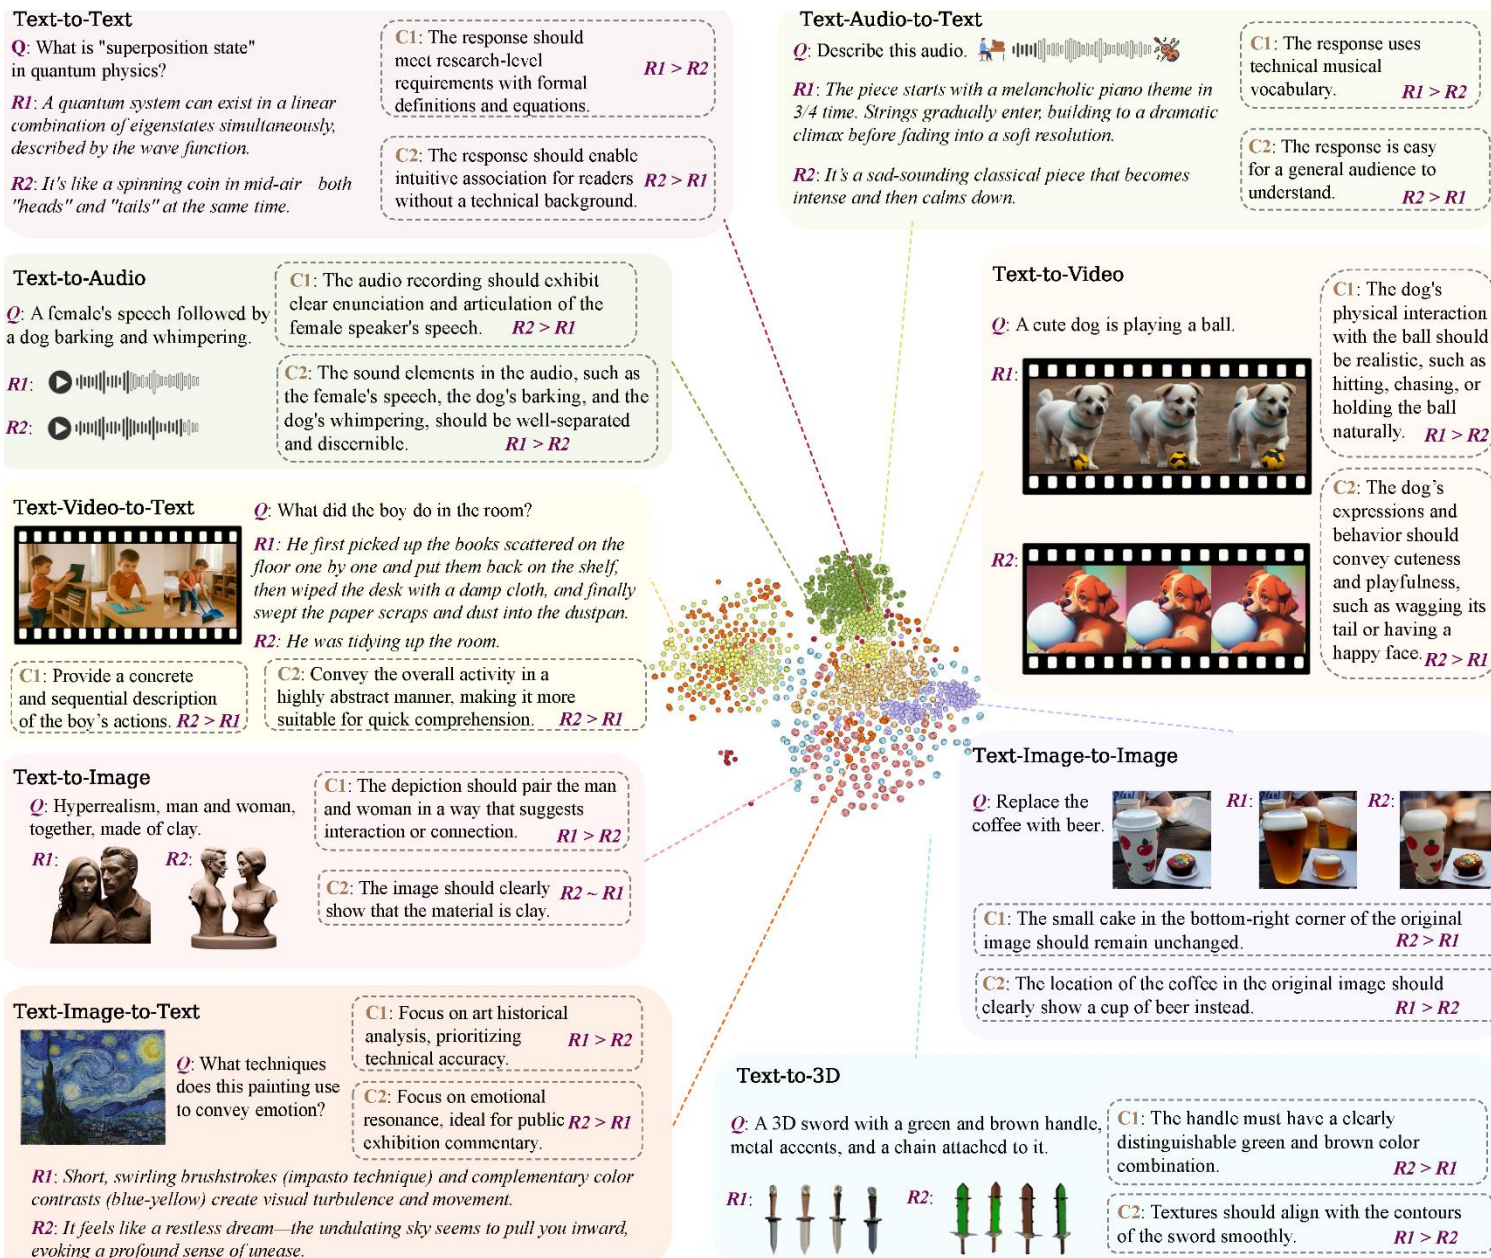 Text-to-Text
Q: What is "superposition state"
in quantum physics?
R1: A quantum system can exist in a linear
combination of eigenstates simultaneously,
described by the wave function.
R2: It's like a spinning coin in mid-air both
"heads" and "tails" at the same time.
C1: The response should
meet research-level
requirements with formal
definitions and equations.
R1 > R2
C2: The response should enable
intuitive association for readers
without a technical background.
R2 > R1
Text-Audio-to-Text
Q: Describe this audio.
R1: The piece starts with a melancholic piano theme in
3/4 time. Strings gradually enter, building to a dramatic
climax before fading into a soft resolution.
R2: It's a sad-sounding classical piece that becomes
intense and then calms down.
C1: The response uses
technical musical
vocabulary. R1 > R2
C2: The response is easy
for a general audience to
understand. R2 > R1
Text-to-Audio
Q: A female's speech followed by
a dog barking and whimpering.
R1:
R2:
C1: The audio recording should exhibit
clear enunciation and articulation of the
female speaker's speech. R2 > R1
C2: The sound elements in the audio, such as
the female's speech, the dog's barking, and the
dog's whimpering, should be well-separated
and discernible. R1 > R2
Text-to-Video
Q: A cute dog is playing a ball.
R1:
R2:
C1: The dog's
physical interaction
with the ball should
be realistic, such as
hitting, chasing, or
holding the ball
naturally. R1 > R2
C2: The dog's
expressions and
behavior should
convey cuteness
and playfulness,
such as wagging its
tail or having a
happy face. R2 > R1
Text-Video-to-Text
Q: What did the boy do in the room?
R1: He first picked up the books scattered on the
floor one by one and put them back on the shelf,
then wiped the desk with a damp cloth, and finally
swept the paper scraps and dust into the dustpan.
R2: He was tidying up the room.
C1: Provide a concrete
and sequential description
of the boy's actions. R2 > R1
C2: Convey the overall activity in a
highly abstract manner, making it more
suitable for quick comprehension. R2 > R1
Text-to-Image
Q: Hyperrealism, man and woman,
together, made of clay.
R1:
R2:
C1: The depiction should pair the man
and woman in a way that suggests
interaction or connection. R1 > R2
C2: The image should clearly
show that the material is clay.
R2 ~ R1
Text-Image-to-Image
Q: Replace the
coffee with beer.
R1:
R2:
C1: The small cake in the bottom-right corner of the original
image should remain unchanged. R2 > R1
C2: The location of the coffee in the original image should
clearly show a cup of beer instead. R1 > R2
Text-Image-to-Text
Q: What techniques
does this painting use
to convey emotion?
C1: Focus on art historical
analysis, prioritizing
technical accuracy.
R1 > R2
C2: Focus on emotional
resonance, ideal for public
exhibition commentary.
R2 > R1
R1: Short, swirling brushstrokes (impasto technique) and complementary color
contrasts (blue-yellow) create visual turbulence and movement.
R2: It feels like a restless dream—the undulating sky seems to pull you inward,
evoking a profound sense of unease.
Text-to-3D
Q: A 3D sword with a green and brown handle,
metal accents, and a chain attached to it.
R1:
R2:
C1: The handle must have a clearly
distinguishable green and brown color
combination. R2 > R1
C2: Textures should align with the contours
of the sword smoothly. R1 > R2